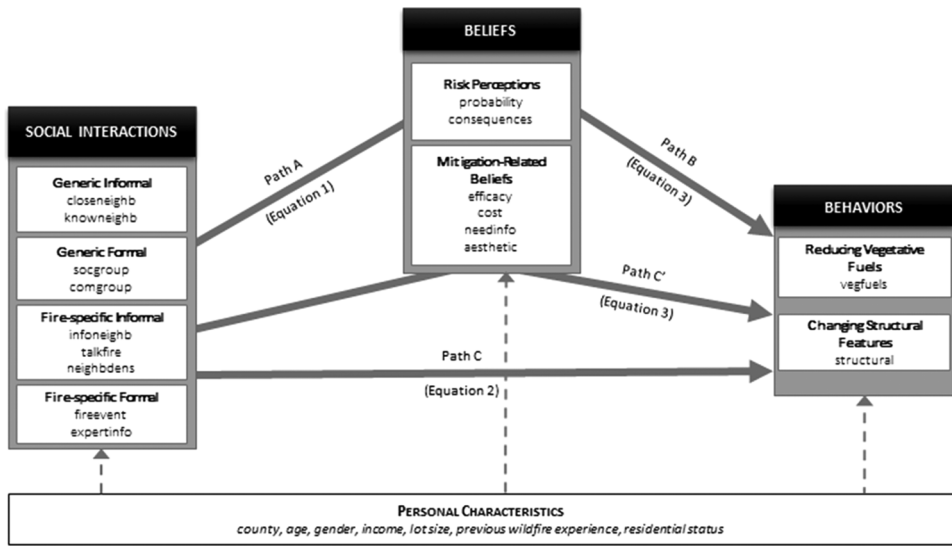 BELIEFS
Risk Perceptions
probability
consequences
Mitigation-Related
Beliefs
efficacy
cost
needinfo
aesthetic
SOCIAL INTERACTIONS
Generic Informal
closeneighb
knowneighb
Generic Formal
socgroup
comgroup
Fire-specific Informal
infoneighb
talkfire
neighbdens
Fire-specific Formal
fireevent
expertinfo
Path A
(Equation 1)
Path B
(Equation 3)
Path C'
(Equation 3)
Path C
(Equation 2)
BEHAVIORS
Reducing Vegetative
Fuels
vegfuels
Changing Structural
Features
structural
PERSONAL CHARACTERISTICS
county, age, gender, income, lot size, previous wildfire experience, residential status